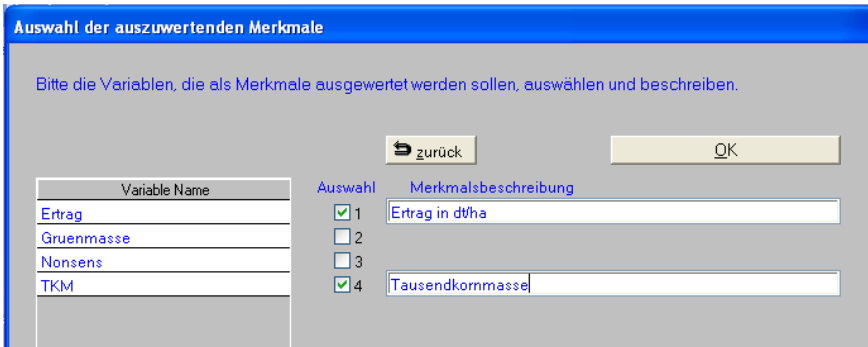 Auswahl der auszuwertenden Merkmale
Bitte die Variablen, die als Merkmale ausgewertet werden sollen, auswählen und beschreiben.
zurück OK
Variable Name Auswahl Merkmalsbeschreibung
Ertrag 1 Ertrag in dt/ha
Gruenmasse 2
Nonsens 3
TKM 4 Tausendkornmasse